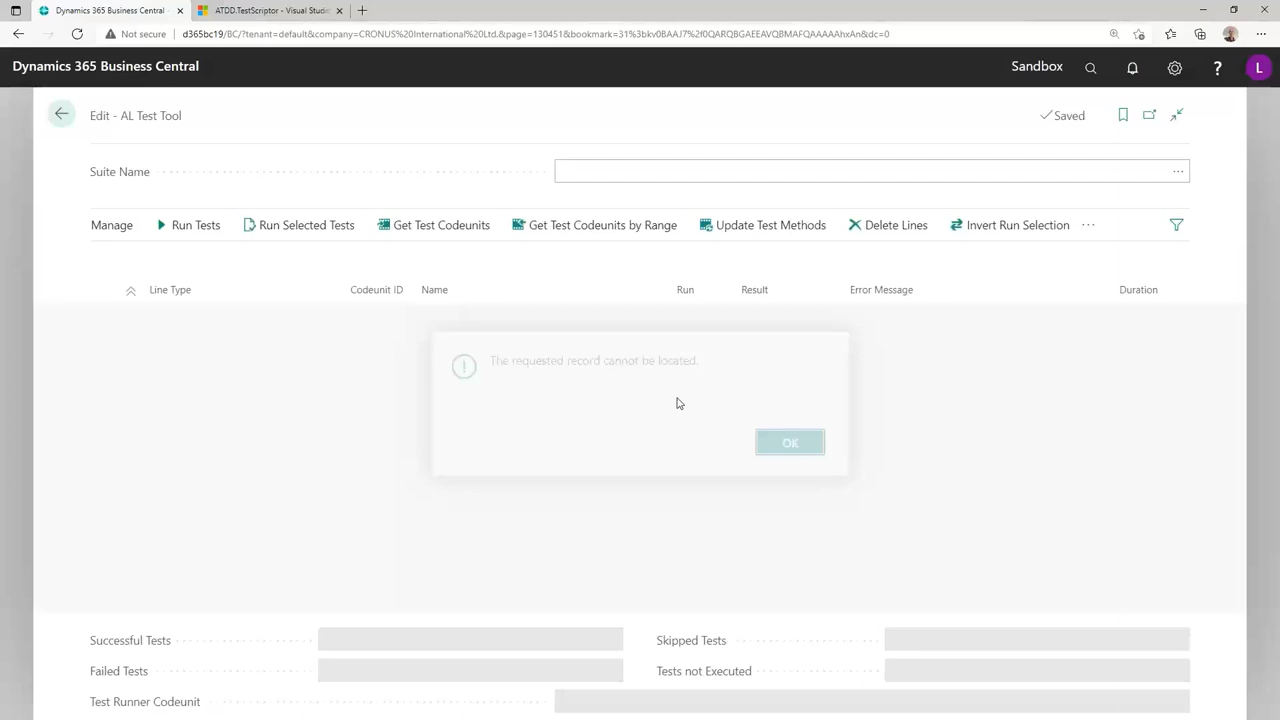 Dynamics 365 Business Central
ATDD.TestScriptor - Visual Studi
Not secure
d365bc19/BC/?tenant=default&company=CRONUS%20International%20Ltd.&page=130451&bookmark=31%3bkv0BAAJ7%2f0QARQBGAEEAVQBMAFQAAAAAhxAn&dc=0
Dynamics 365 Business Central
Sandbox
L
Edit - AL Test Tool
Saved
Suite Name
Manage
Run Tests
Run Selected Tests
Get Test Codeunits
Get Test Codeunits by Range
Update Test Methods
Delete Lines
Invert Run Selection
Line Type
Codeunit ID
Name
Run
Result
Error Message
Duration
The requested record cannot be located.
OK
Successful Tests
Skipped Tests
Failed Tests
Tests not Executed
Test Runner Codeunit